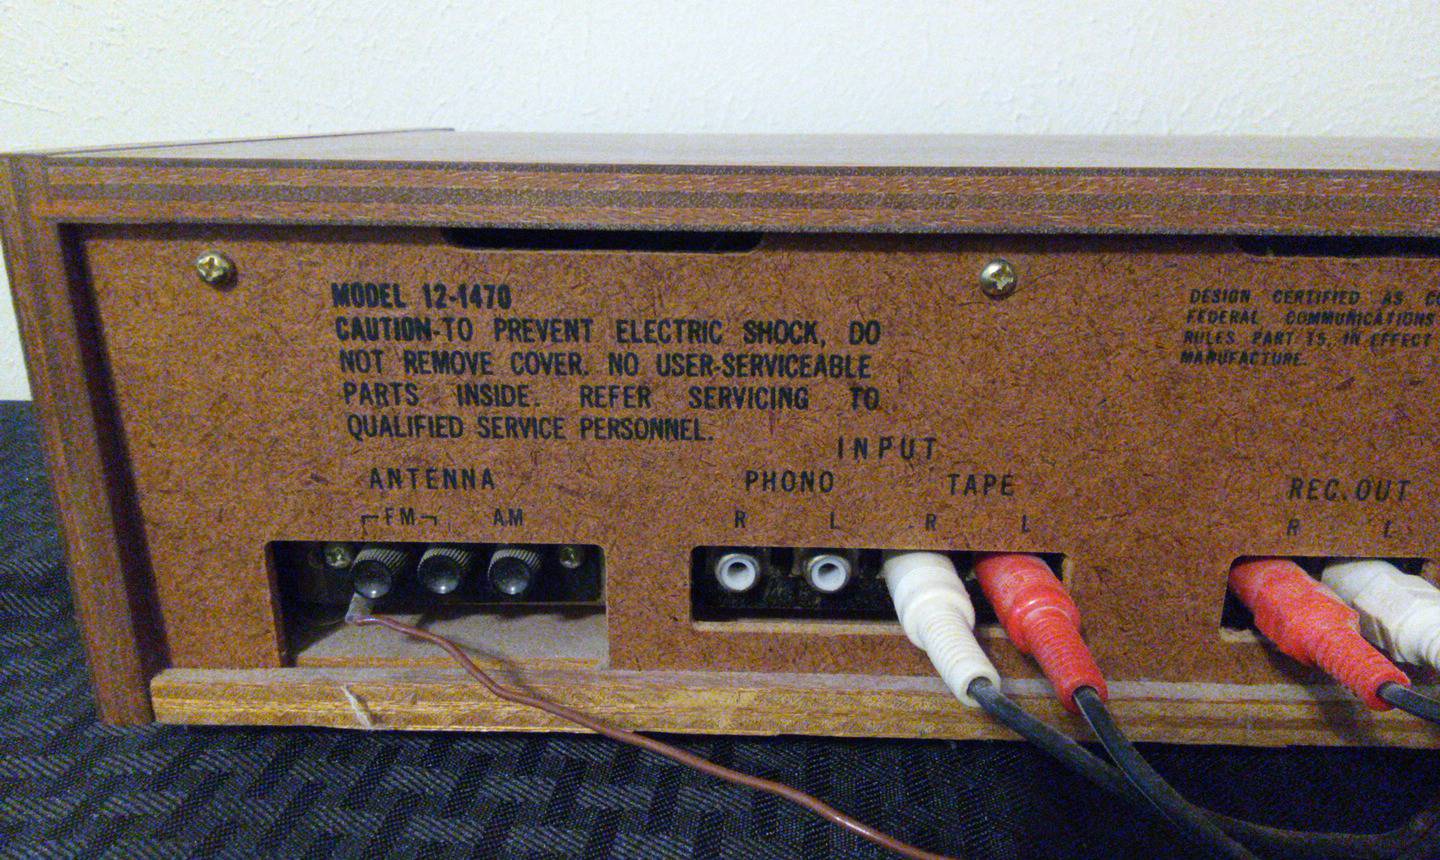 MODEL 12-1470
CAUTION-TO PREVENT ELECTRIC SHOCK, DO
NOT REMOVE COVER. NO USER-SERVICEABLE
PARTS INSIDE. REFER SERVICING TO
QUALIFIED SERVICE PERSONNEL.
DESIGN CERTIFIED AS
FEDERAL COMMUNICATIONS
RULES PART 15, IN EFFECT
MANUFACTURE.
INPUT
ANTENNA
PHONO
TAPE
REC. OUT
FM
AM
R L R L
R L